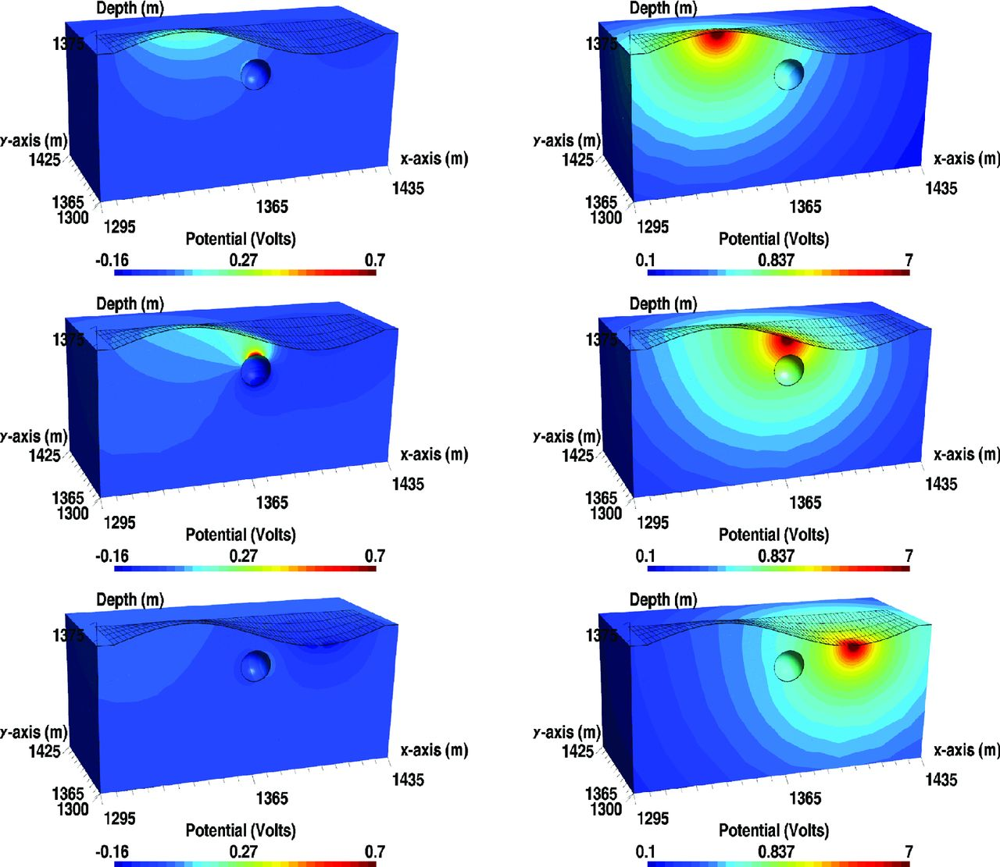 Depth (m) Depth (m)
1375 1375
γ-axis (m) γ-axis (m)
1425 x-axis (m) 1425 x-axis (m)
1435 1435
1365 1365 1365 1365
1300 1295 1300 1295
Potential (Volts) Potential (Volts)
-0.16 0.27 0.7 0.1 0.837 7
Depth (m) Depth (m)
1375 1375
γ-axis (m) γ-axis (m)
1425 x-axis (m) 1425 x-axis (m)
1435 1435
1365 1365 1365 1365
1300 1295 1300 1295
Potential (Volts) Potential (Volts)
-0.16 0.27 0.7 0.1 0.837 7
Depth (m) Depth (m)
1375 1375
γ-axis (m) γ-axis (m)
1425 x-axis (m) 1425 x-axis (m)
1435 1435
1365 1365 1365 1365
1300 1295 1300 1295
Potential (Volts) Potential (Volts)
-0.16 0.27 0.7 0.1 0.837 7